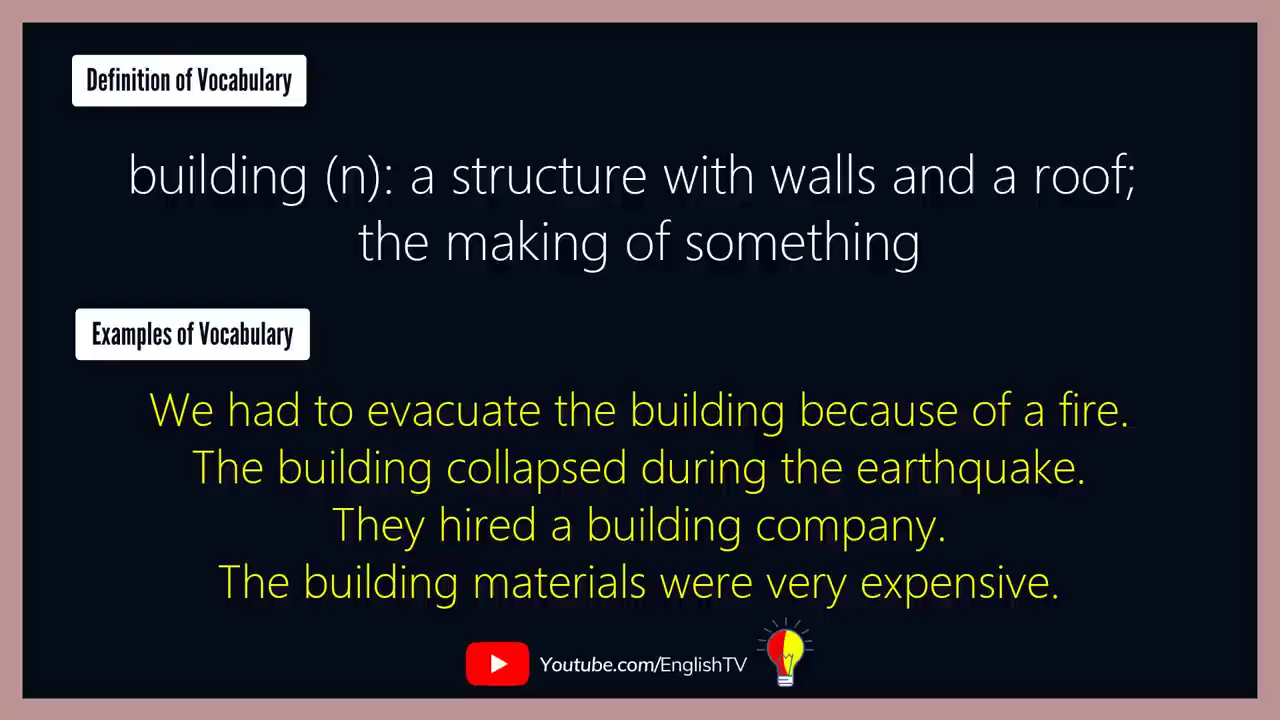 Definition of Vocabulary
building (n): a structure with walls and a roof;
the making of something
Examples of Vocabulary
We had to evacuate the building because of a fire.
The building collapsed during the earthquake.
They hired a building company.
The building materials were very expensive.
Youtube.com/EnglishTV